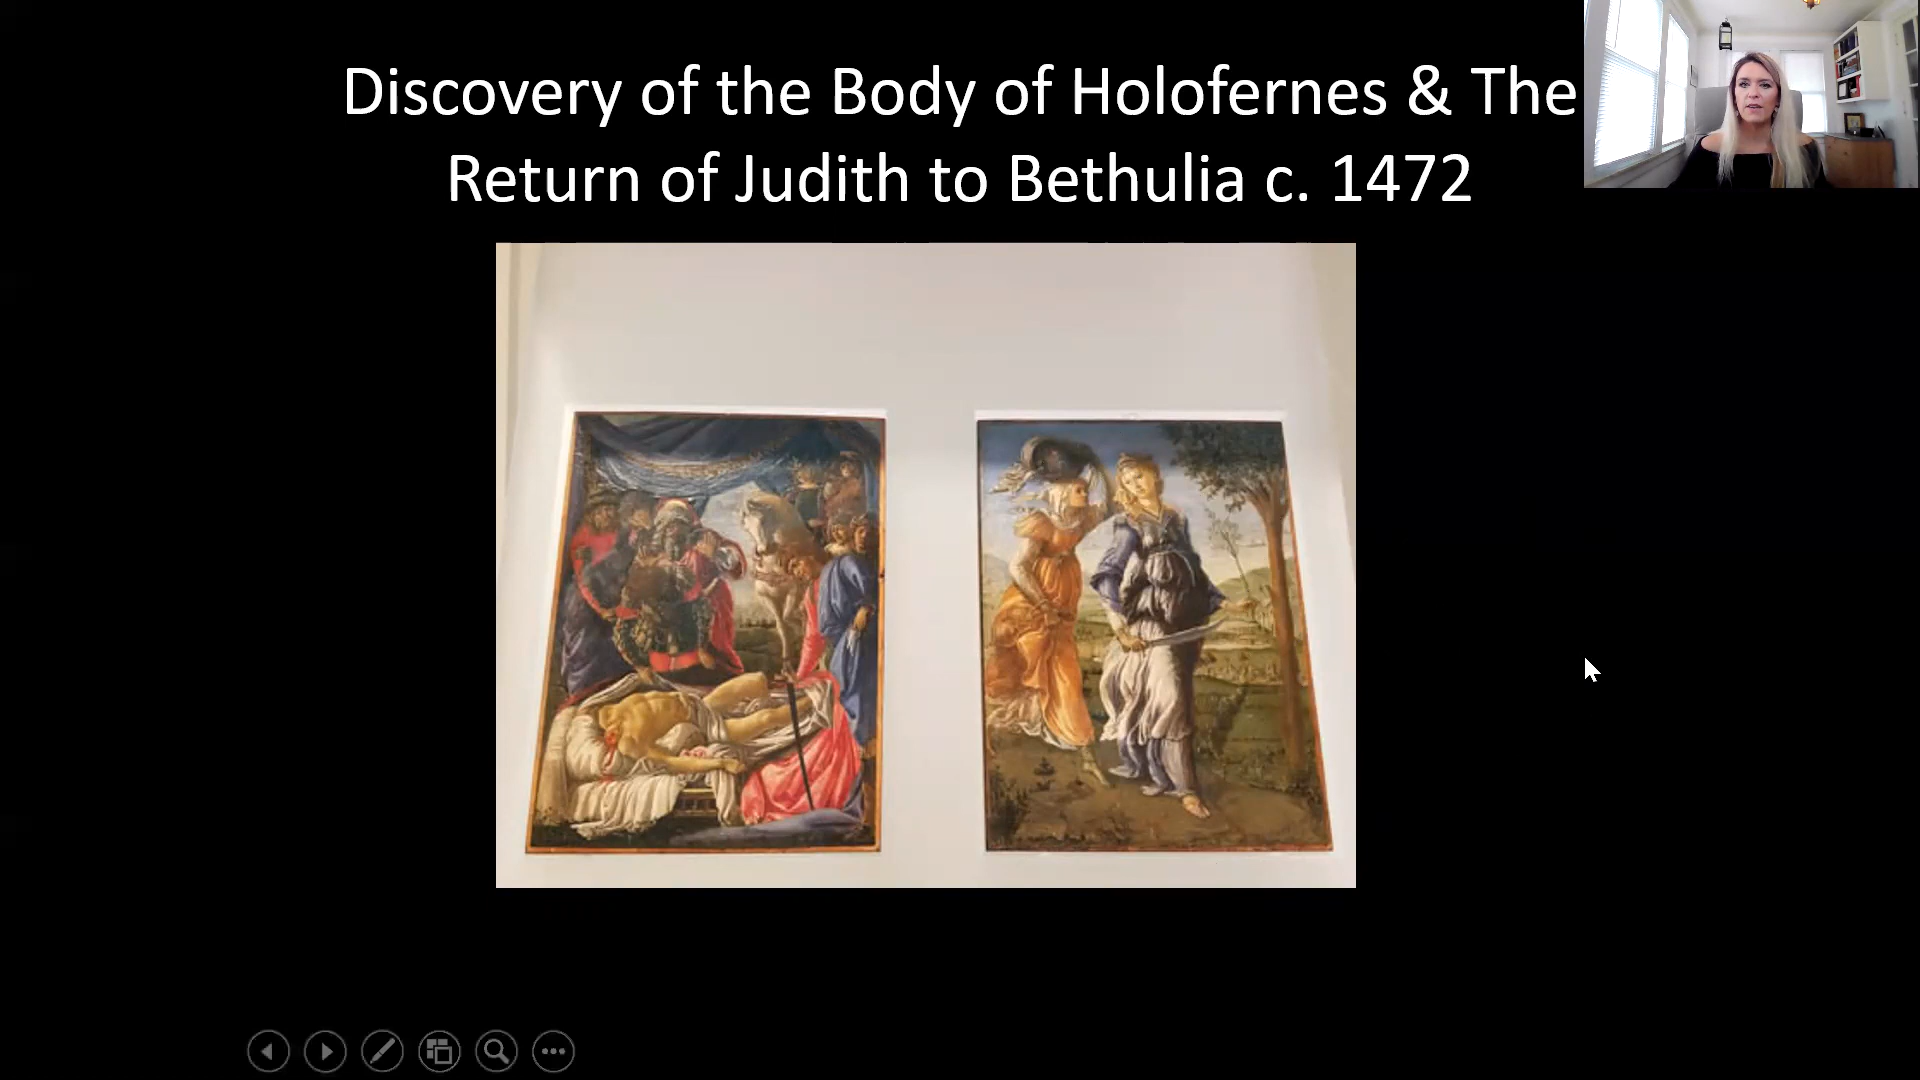 Discovery of the Body of Holofernes & The
Return of Judith to Bethulia c. 1472